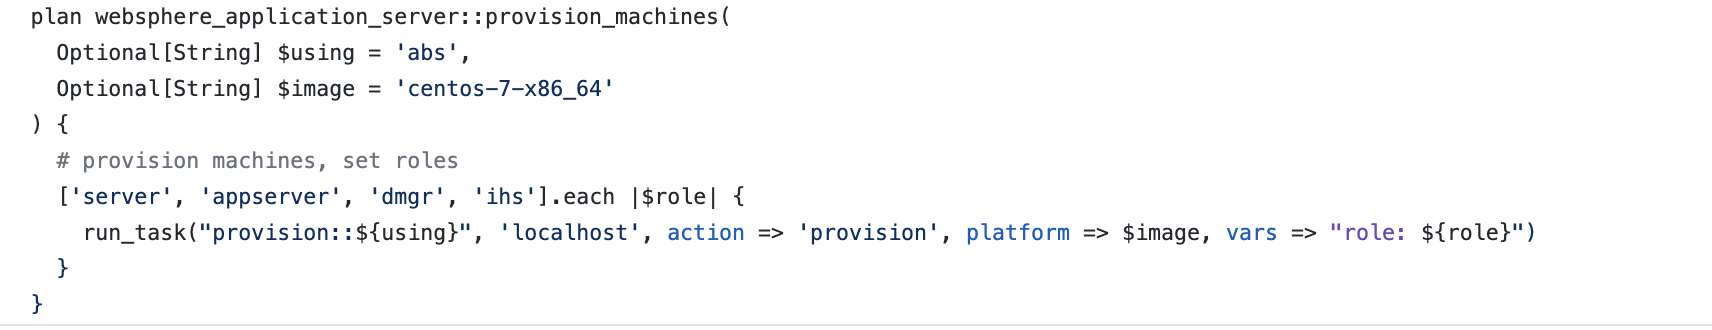 plan websphere_application_server::provision_machines(
  Optional[String] $using = 'abs',
  Optional[String] $image = 'centos-7-x86_64'
) {
  # provision machines, set roles
  ['server', 'appserver', 'dmgr', 'ihs'].each |$role| {
    run_task("provision::${using}", 'localhost', action => 'provision', platform => $image, vars => "role: ${role}")
  }
}